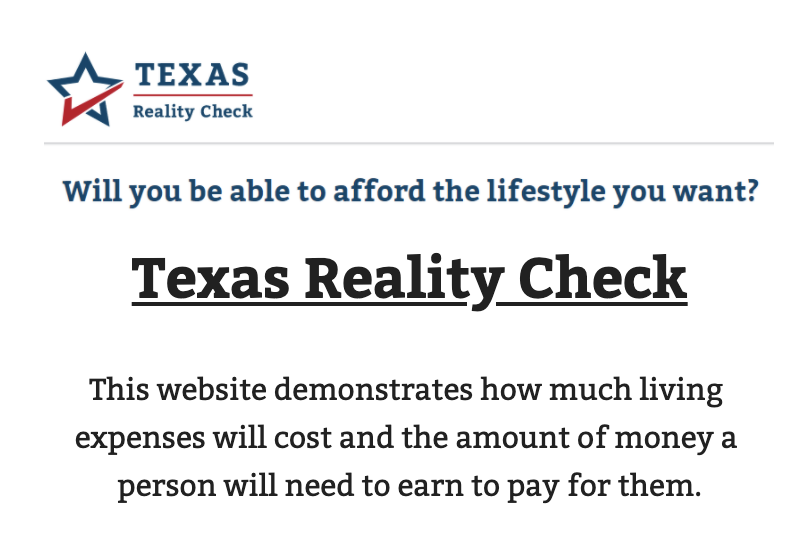 TEXAS
Reality Check
Will you be able to afford the lifestyle you want?
Texas Reality Check
This website demonstrates how much living
expenses will cost and the amount of money a
person will need to earn to pay for them.